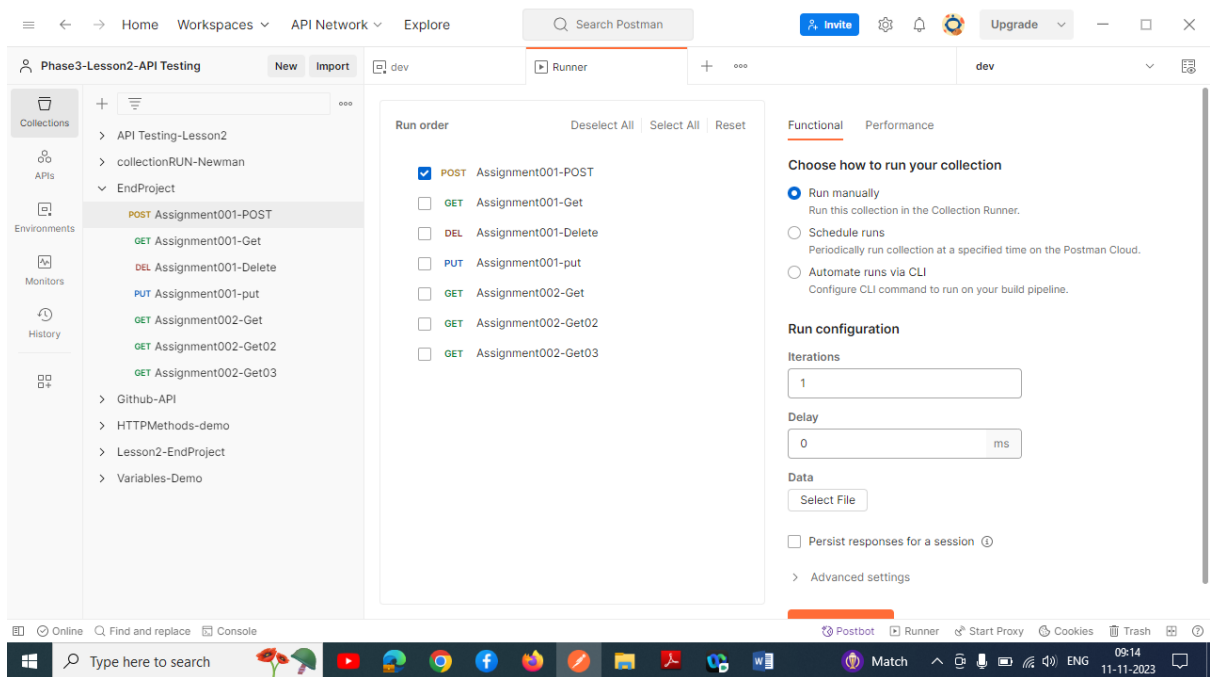 Home Workspaces API Network Explore Search Postman Invite Upgrade
Phase3-Lesson2-API Testing New Import dev Runner dev
Collections
APIs
Environments
Monitors
History
API Testing-Lesson2
collectionRUN-Newman
EndProject
POST Assignment001-POST
GET Assignment001-Get
DEL Assignment001-Delete
PUT Assignment001-put
GET Assignment002-Get
GET Assignment002-Get02
GET Assignment002-Get03
Github-API
HTTPMethods-demo
Lesson2-EndProject
Variables-Demo
Run order Deselect All Select All Reset
POST Assignment001-POST
GET Assignment001-Get
DEL Assignment001-Delete
PUT Assignment001-put
GET Assignment002-Get
GET Assignment002-Get02
GET Assignment002-Get03
Functional Performance
Choose how to run your collection
Run manually
Run this collection in the Collection Runner.
Schedule runs
Periodically run collection at a specified time on the Postman Cloud.
Automate runs via CLI
Configure CLI command to run on your build pipeline.
Run configuration
Iterations
1
Delay
0 ms
Data
Select File
Persist responses for a session
Advanced settings
Online Find and replace Console Postbot Runner Start Proxy Cookies Trash
Type here to search Match ENG 09:14
11-11-2023